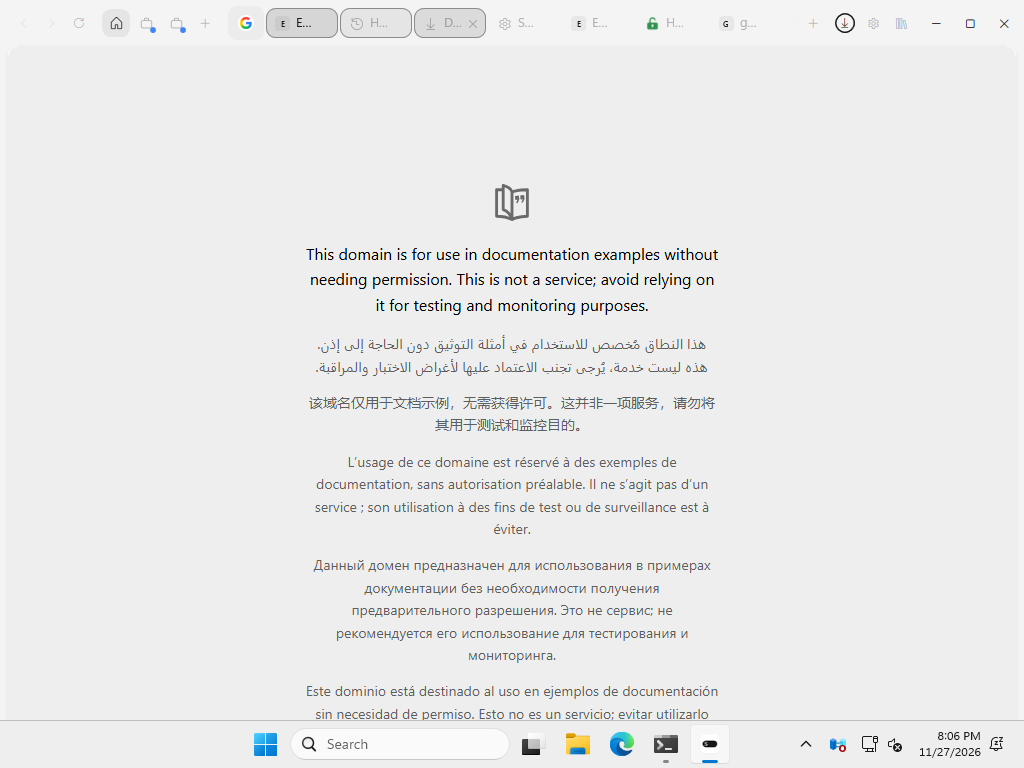 E E...
H...
D...
S...
E E...
H...
G g...
This domain is for use in documentation examples without
needing permission. This is not a service; avoid relying on
it for testing and monitoring purposes.
هذا النطاق مُخصص للاستخدام في أمثلة التوثيق دون الحاجة إلى إذن.
هذه ليست خدمة، يُرجى تجنب الاعتماد عليها لأغراض الاختبار والمراقبة.
该域名仅用于文档示例，无需获得许可。这并非一项服务，请勿将
其用于测试和监控目的。
L’usage de ce domaine est réservé à des exemples de
documentation, sans autorisation préalable. Il ne s’agit pas d’un
service ; son utilisation à des fins de test ou de surveillance est à
éviter.
Данный домен предназначен для использования в примерах
документации без необходимости получения
предварительного разрешения. Это не сервис; не
рекомендуется его использование для тестирования и
мониторинга.
Este dominio está destinado al uso en ejemplos de documentación
sin necesidad de permiso. Esto no es un servicio; evitar utilizarlo
Search
8:06 PM
11/27/2026